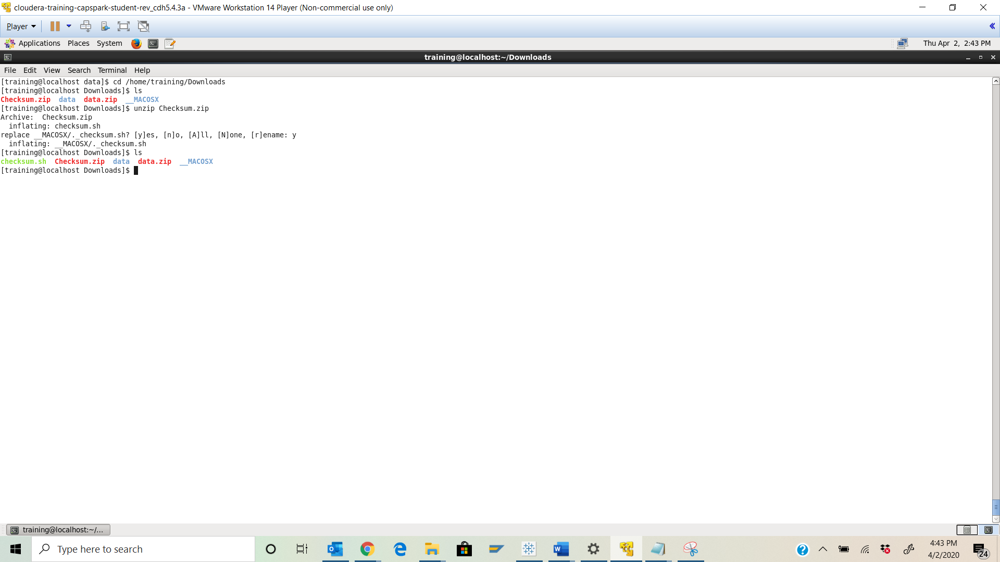 cloudera-training-capspark-student-rev_cdh5.4.3a - VMware Workstation 14 Player (Non-commercial use only)
Player
Applications Places System Thu Apr 2, 2:43 PM
training@localhost:~/Downloads
File Edit View Search Terminal Help
[training@localhost data]$ cd /home/training/Downloads
[training@localhost Downloads]$ ls
Checksum.zip data data.zip __MACOSX
[training@localhost Downloads]$ unzip Checksum.zip
Archive:  Checksum.zip
  inflating: checksum.sh
replace __MACOSX/._checksum.sh? [y]es, [n]o, [A]ll, [N]one, [r]ename: y
  inflating: __MACOSX/._checksum.sh
[training@localhost Downloads]$ ls
checksum.sh Checksum.zip data data.zip __MACOSX
[training@localhost Downloads]$
training@localhost:~/...
Type here to search
4:43 PM
4/2/2020
24